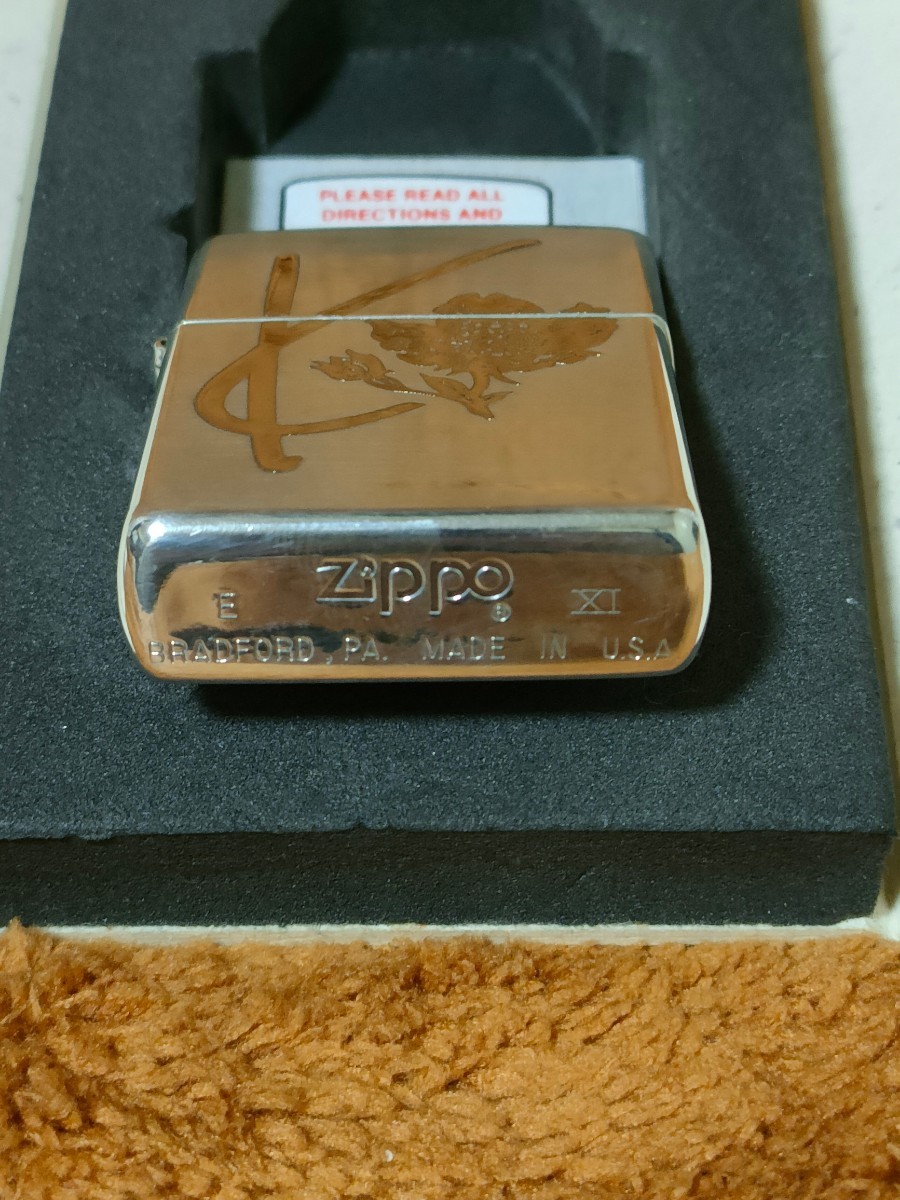 PLEASE READ ALL
DIRECTIONS AND
K
Zippo ®
E XI
BRADFORD, PA. MADE IN U.S.A